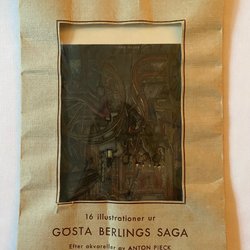 16 illustrationer ur
GÖSTA BERLINGS SAGA
Efter akvareller av ANTON PIECK